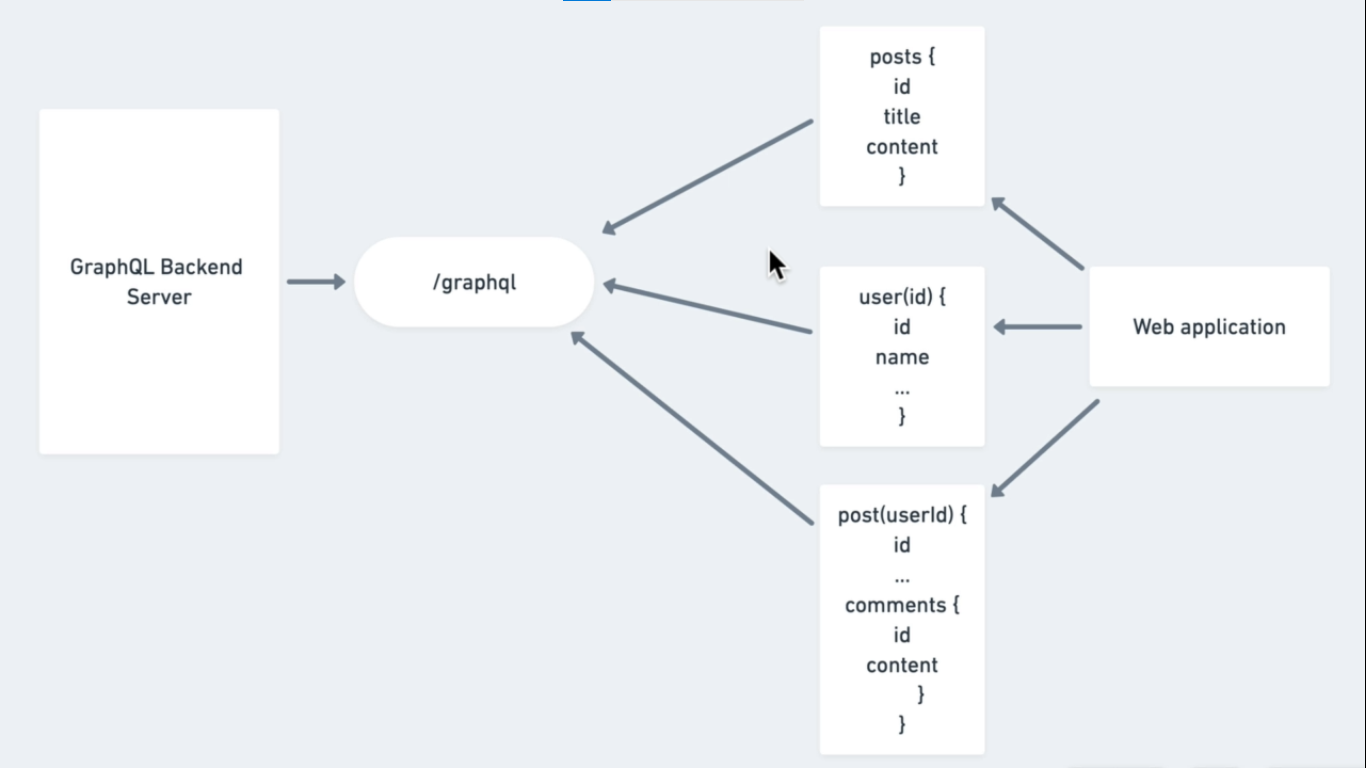 GraphQL Backend
Server
/graphql
posts {
id
title
content
}
user(id) {
id
name
...
}
post(userId) {
id
...
comments {
id
content
}
}
Web application